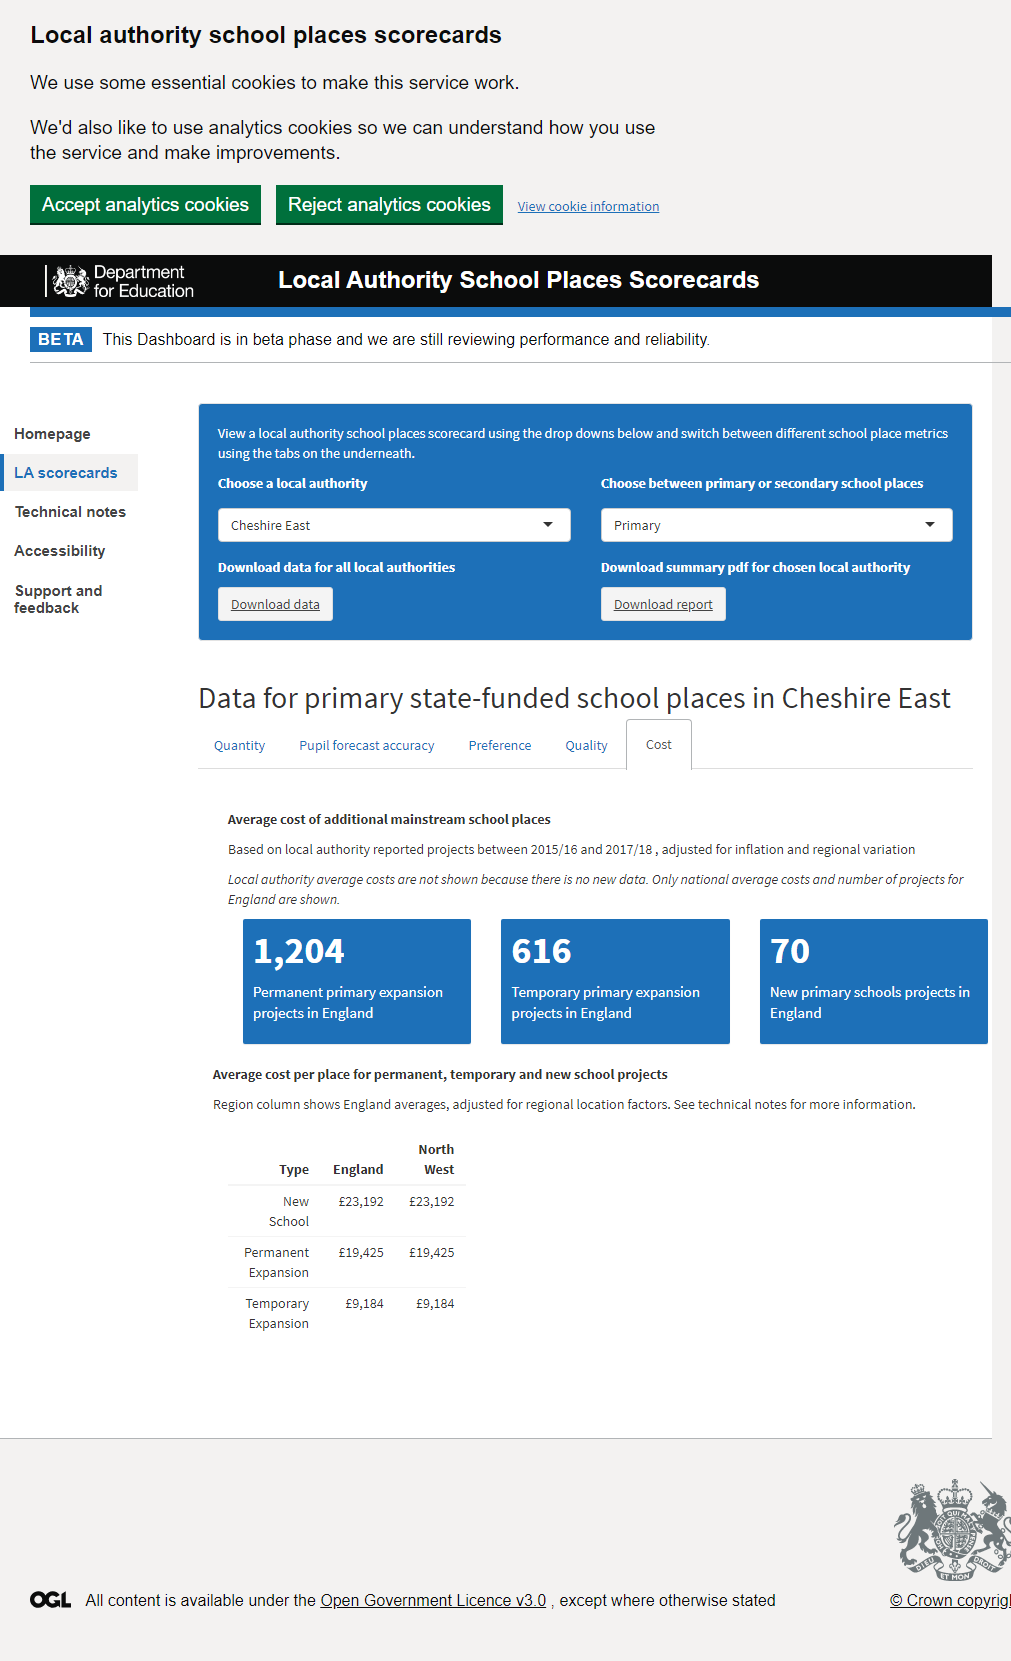 Local authority school places scorecards
We use some essential cookies to make this service work.
We'd also like to use analytics cookies so we can understand how you use
the service and make improvements.
Accept analytics cookies
Reject analytics cookies
View cookie information
Department
for Education
Local Authority School Places Scorecards
BETA
This Dashboard is in beta phase and we are still reviewing performance and reliability.
Homepage
LA scorecards
Technical notes
Accessibility
Support and
feedback
View a local authority school places scorecard using the drop downs below and switch between different school place metrics
using the tabs on the underneath.
Choose a local authority
Choose between primary or secondary school places
Cheshire East
Primary
Download data for all local authorities
Download summary pdf for chosen local authority
Download data
Download report
Data for primary state-funded school places in Cheshire East
Quantity
Pupil forecast accuracy
Preference
Quality
Cost
Average cost of additional mainstream school places
Based on local authority reported projects between 2015/16 and 2017/18 , adjusted for inflation and regional variation
Local authority average costs are not shown because there is no new data. Only national average costs and number of projects for
England are shown.
1,204
Permanent primary expansion
projects in England
616
Temporary primary expansion
projects in England
70
New primary schools projects in
England
Average cost per place for permanent, temporary and new school projects
Region column shows England averages, adjusted for regional location factors. See technical notes for more information.
Type England North
West
New
School £23,192 £23,192
Permanent
Expansion £19,425 £19,425
Temporary
Expansion £9,184 £9,184
DIEU ET MON DROIT
OGL All content is available under the Open Government Licence v3.0 , except where otherwise stated
© Crown copyrig